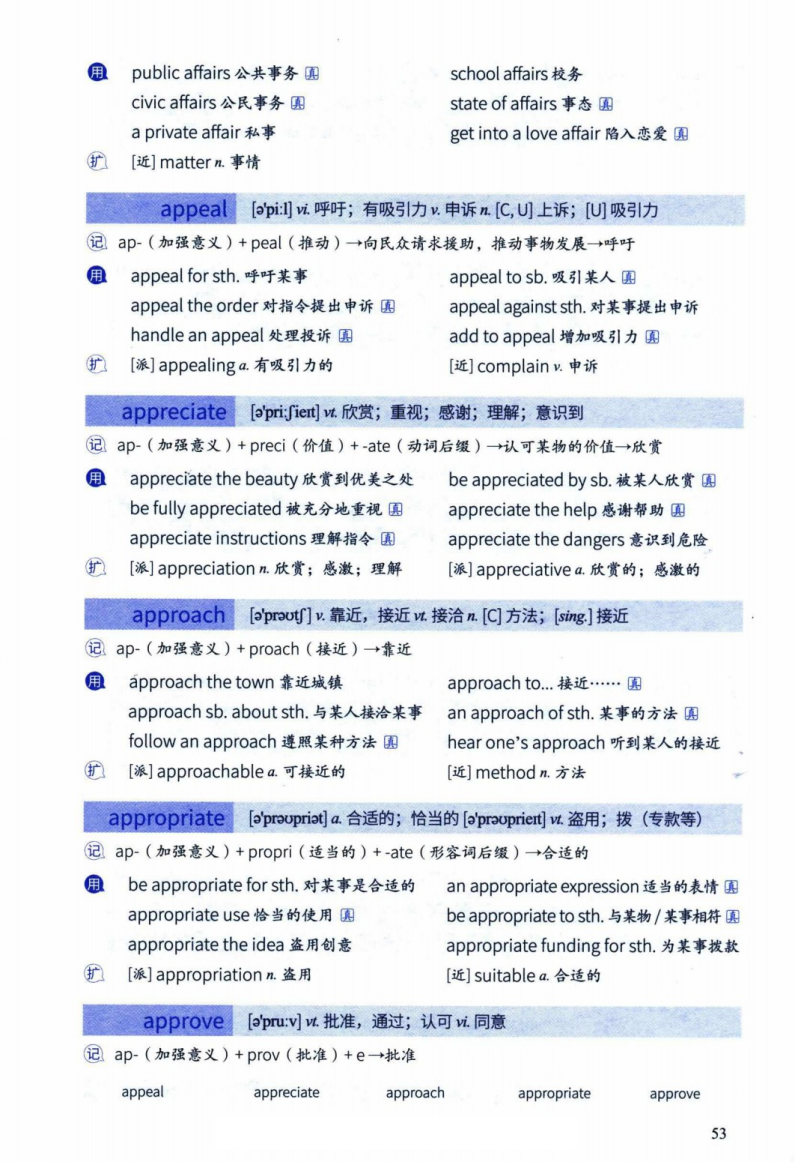 用 public affairs 公共事务 真 school affairs 校务
civic affairs 公民事务 真 state of affairs 事态 真
a private affair 私事 get into a love affair 陷入恋爱 真
扩 [近] matter n. 事情
appeal [ə'pi:l] vi. 呼吁；有吸引力 v. 申诉 n. [C, U] 上诉；[U] 吸引力
记 ap-（加强意义）+ peal（推动）→向民众请求援助，推动事物发展→呼吁
用 appeal for sth. 呼吁某事 appeal to sb. 吸引某人 真
appeal the order 对指令提出申诉 真 appeal against sth. 对某事提出申诉
handle an appeal 处理投诉 真 add to appeal 增加吸引力 真
扩 [派] appealing a. 有吸引力的 [近] complain v. 申诉
appreciate [ə'pri:ʃieɪt] vt. 欣赏；重视；感谢；理解；意识到
记 ap-（加强意义）+ preci（价值）+ -ate（动词后缀）→认可某物的价值→欣赏
用 appreciate the beauty 欣赏到优美之处 be appreciated by sb. 被某人欣赏 真
be fully appreciated 被充分地重视 真 appreciate the help 感谢帮助 真
appreciate instructions 理解指令 真 appreciate the dangers 意识到危险
扩 [派] appreciation n. 欣赏；感激；理解 [派] appreciative a. 欣赏的；感激的
approach [ə'prəʊtʃ] v. 靠近，接近 vt. 接洽 n. [C] 方法；[sing.] 接近
记 ap-（加强意义）+ proach（接近）→靠近
用 approach the town 靠近城镇 approach to... 接近…… 真
approach sb. about sth. 与某人接洽某事 an approach of sth. 某事的方法 真
follow an approach 遵照某种方法 真 hear one's approach 听到某人的接近
扩 [派] approachable a. 可接近的 [近] method n. 方法
appropriate [ə'prəʊpriət] a. 合适的；恰当的 [ə'prəʊprieɪt] vt. 盗用；拨（专款等）
记 ap-（加强意义）+ propri（适当的）+ -ate（形容词后缀）→合适的
用 be appropriate for sth. 对某事是合适的 an appropriate expression 适当的表情 真
appropriate use 恰当的使用 真 be appropriate to sth. 与某物 / 某事相符 真
appropriate the idea 盗用创意 appropriate funding for sth. 为某事拨款
扩 [派] appropriation n. 盗用 [近] suitable a. 合适的
approve [ə'pru:v] vt. 批准，通过；认可 vi. 同意
记 ap-（加强意义）+ prov（批准）+ e→批准
appeal appreciate approach appropriate approve
53